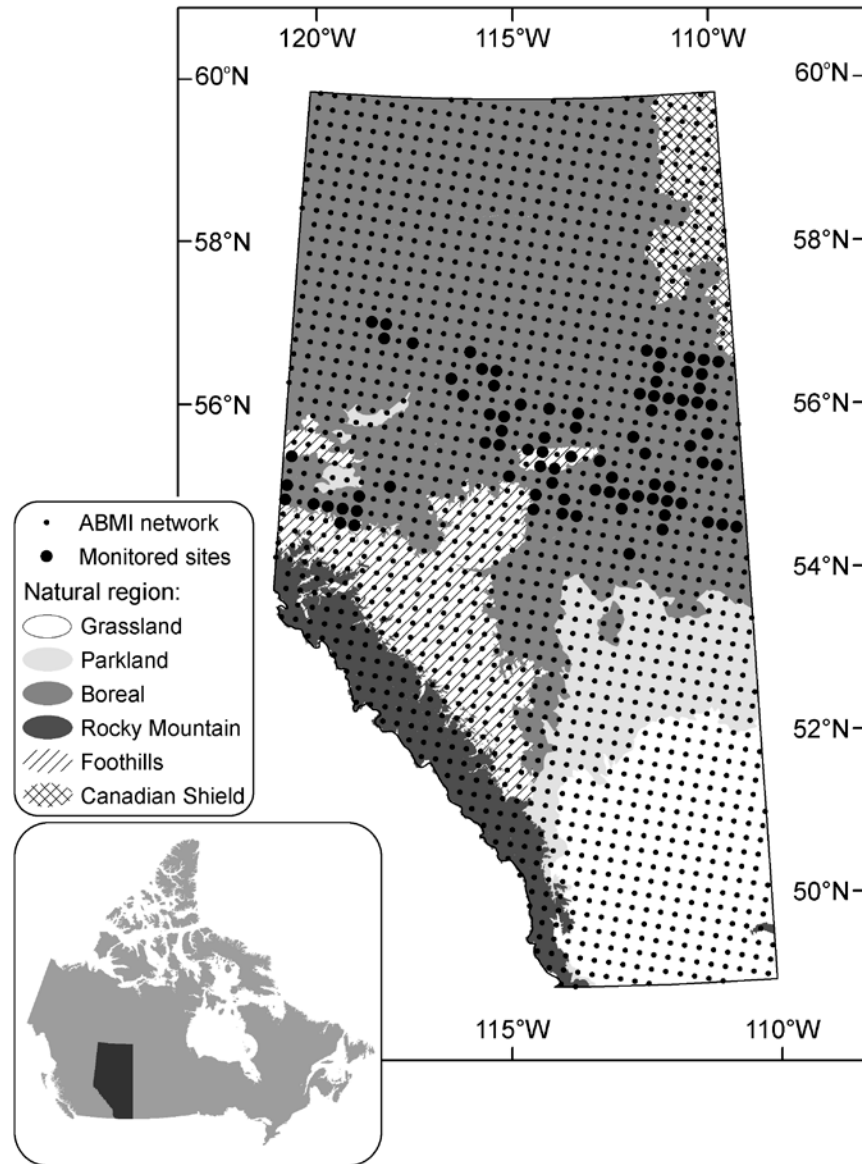 120°W 115°W 110°W
60°N 60°N
58°N 58°N
56°N 56°N
ABMI network
Monitored sites
Natural region:
Grassland
Parkland
Boreal
Rocky Mountain
Foothills
Canadian Shield
54°N
52°N
50°N
115°W 110°W